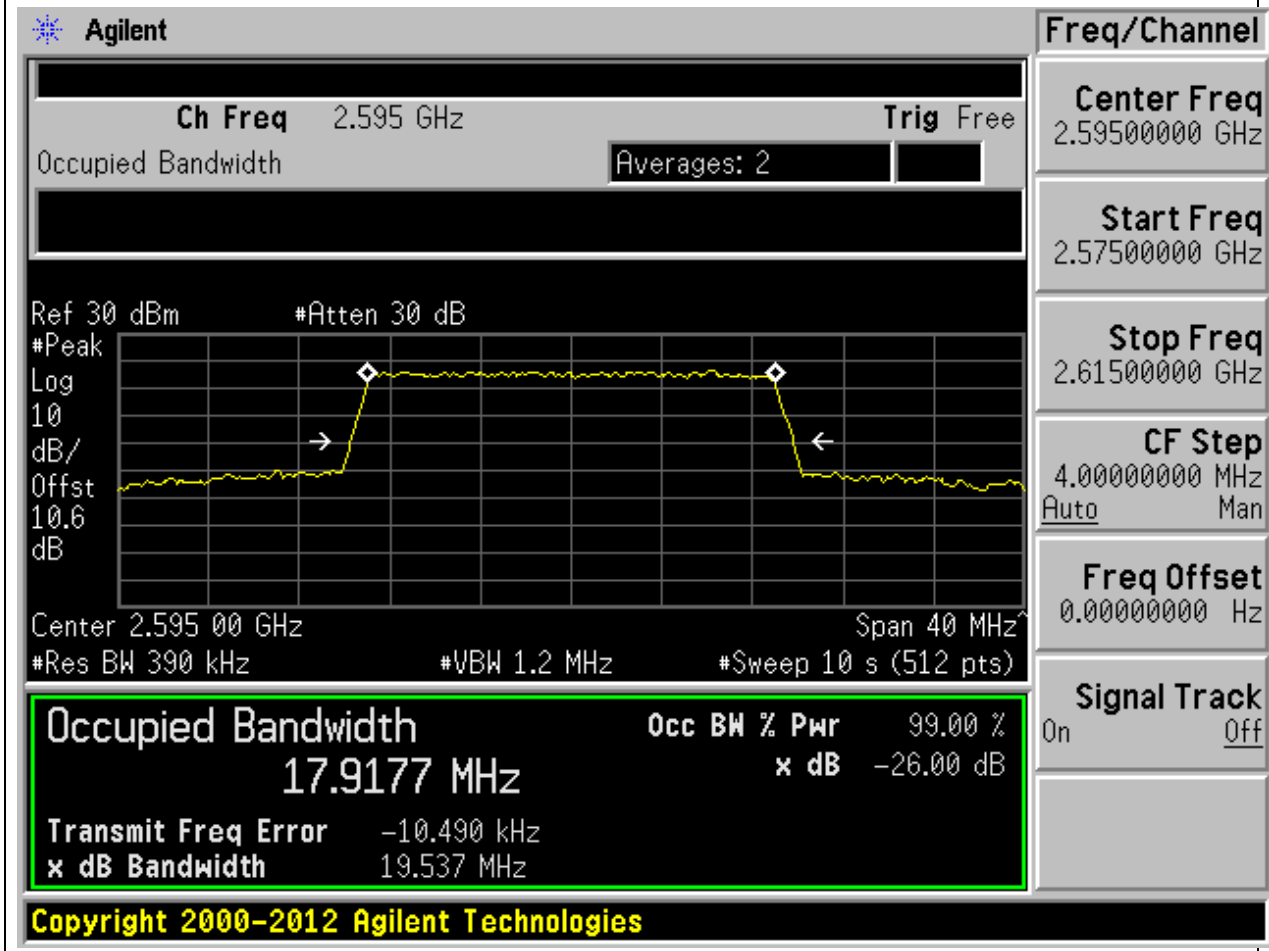 Agilent
Freq/Channel
Ch Freq 2.595 GHz Trig Free
Occupied Bandwidth Averages: 2
Ref 30 dBm #Atten 30 dB
#Peak
Log
10
dB/
Offst
10.6
dB
Center 2.595 00 GHz Span 40 MHz^
#Res BW 390 kHz #VBW 1.2 MHz #Sweep 10 s (512 pts)
Occupied Bandwidth
17.9177 MHz
Occ BW % Pwr 99.00 %
x dB -26.00 dB
Transmit Freq Error -10.490 kHz
x dB Bandwidth 19.537 MHz
Center Freq
2.59500000 GHz
Start Freq
2.57500000 GHz
Stop Freq
2.61500000 GHz
CF Step
4.00000000 MHz
Auto Man
Freq Offset
0.00000000 Hz
Signal Track
On Off
Copyright 2000-2012 Agilent Technologies